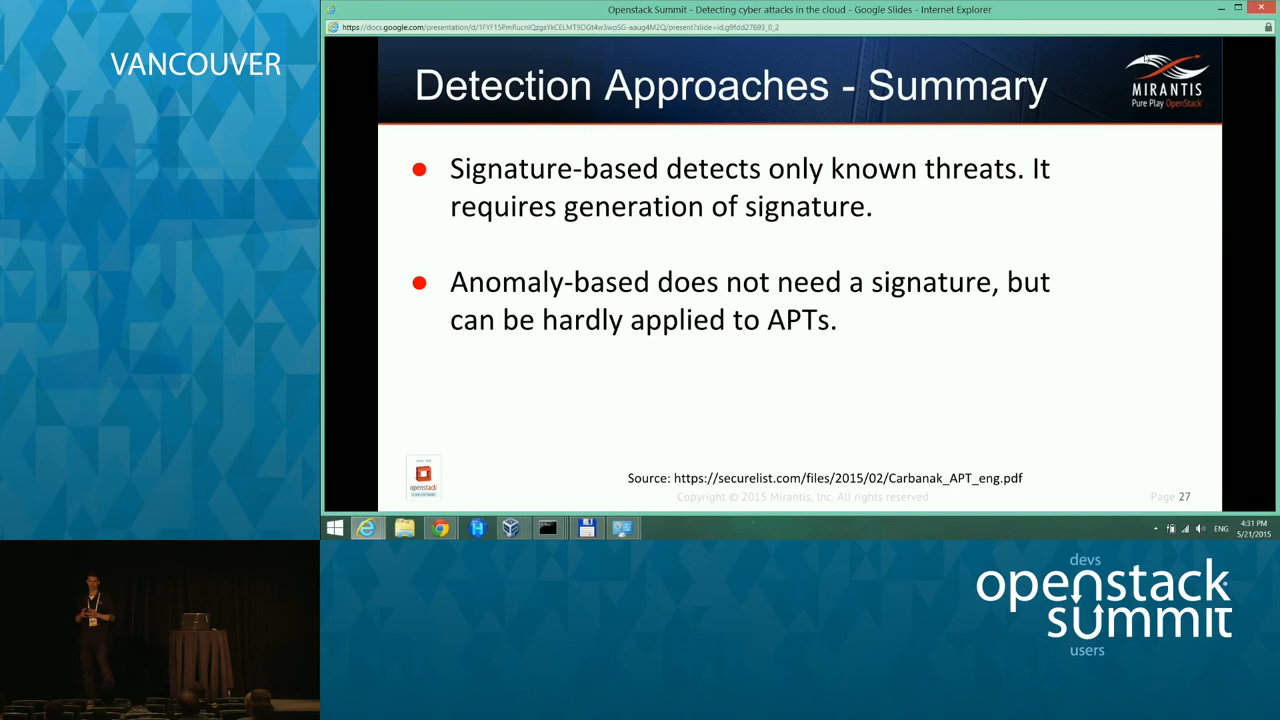 VANCOUVER
Openstack Summit - Detecting cyber attacks in the cloud - Google Slides - Internet Explorer
Detection Approaches - Summary
MIRANTIS
Pure Play OpenStack
Signature-based detects only known threats. It
requires generation of signature.
Anomaly-based does not need a signature, but
can be hardly applied to APTs.
openstack
Source: https://securelist.com/files/2015/02/Carbanak_APT_eng.pdf
Copyright © 2015 Mirantis, Inc. All rights reserved
Page 27
ENG
4:31 PM
5/21/2015
devs
openstack
summit
users